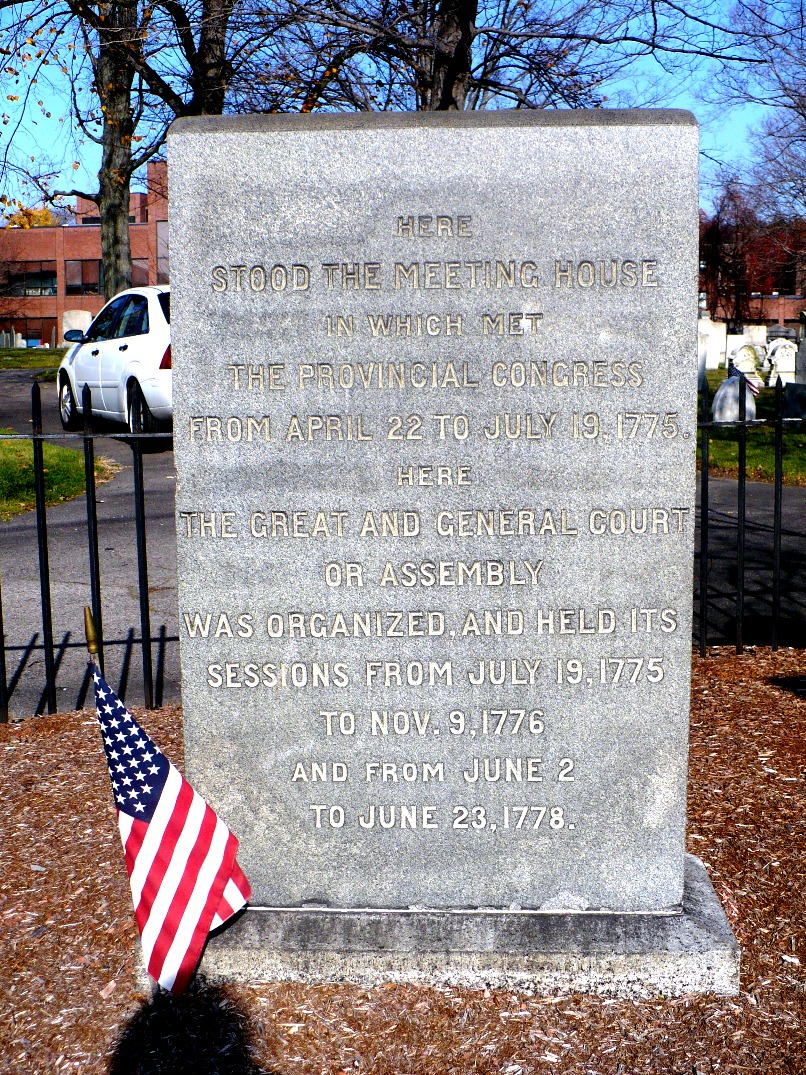 HERE
STOOD THE MEETING HOUSE
IN WHICH MET
THE PROVINCIAL CONGRESS
FROM APRIL 22 TO JULY 19, 1775.
HERE
THE GREAT AND GENERAL COURT
OR ASSEMBLY
WAS ORGANIZED, AND HELD ITS
SESSIONS FROM JULY 19, 1775
TO NOV. 9, 1776
AND FROM JUNE 2
TO JUNE 23, 1778.